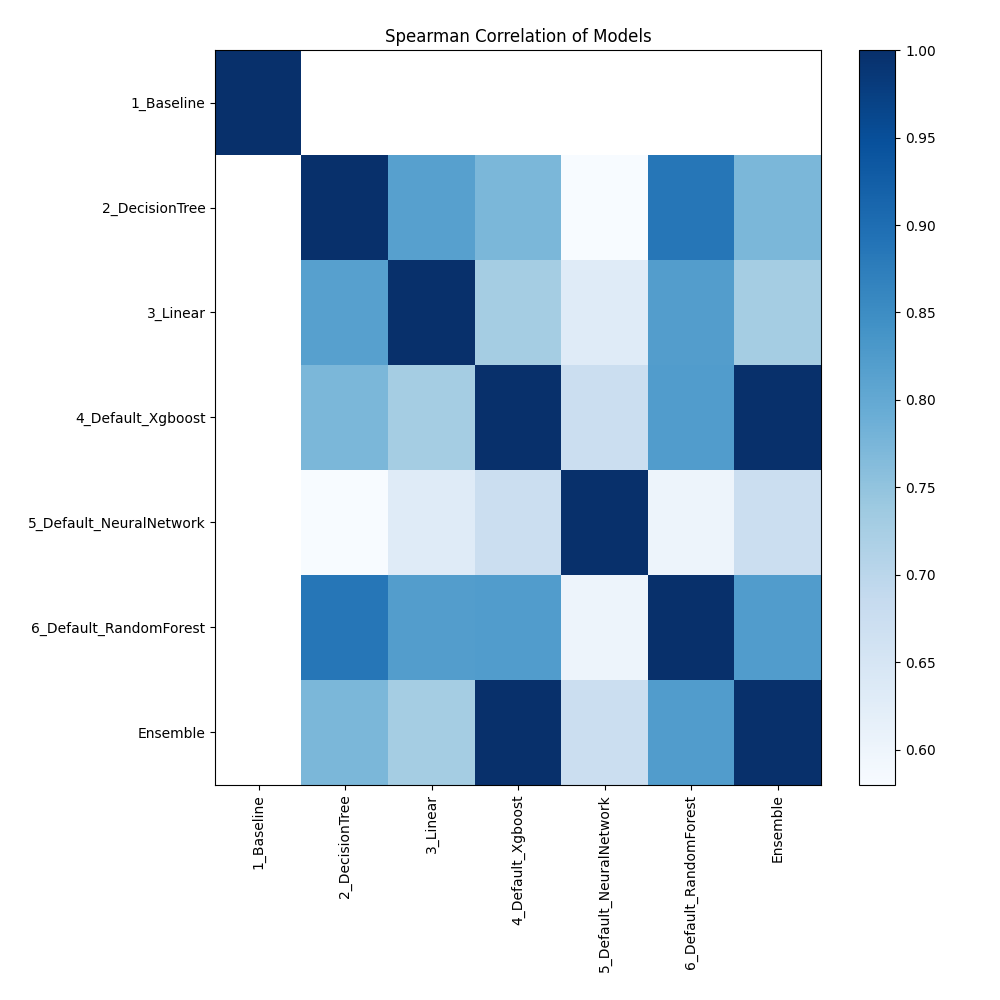 Spearman Correlation of Models
1_Baseline
2_DecisionTree
3_Linear
4_Default_Xgboost
5_Default_NeuralNetwork
6_Default_RandomForest
Ensemble
1_Baseline
2_DecisionTree
3_Linear
4_Default_Xgboost
5_Default_NeuralNetwork
6_Default_RandomForest
Ensemble
1.00
0.95
0.90
0.85
0.80
0.75
0.70
0.65
0.60